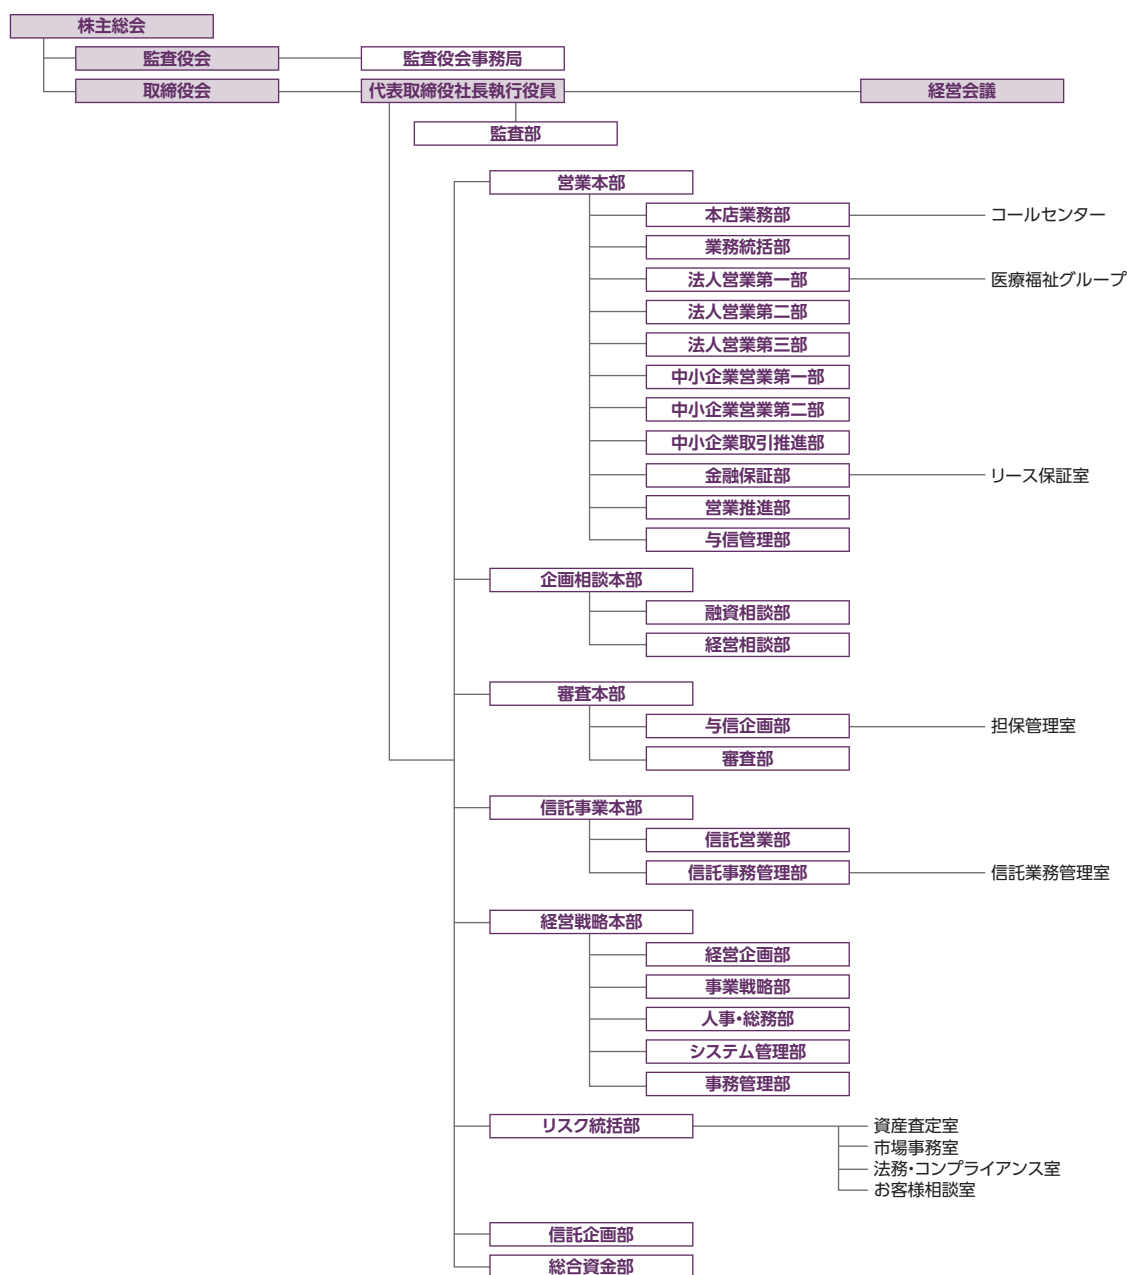 株主総会
監査役会
監査役会事務局
取締役会
代表取締役社長執行役員
経営会議
監査部
営業本部
本店業務部
コールセンター
業務統括部
法人営業第一部
医療福祉グループ
法人営業第二部
法人営業第三部
中小企業営業第一部
中小企業営業第二部
中小企業取引推進部
金融保証部
リース保証室
営業推進部
与信管理部
企画相談本部
融資相談部
経営相談部
審査本部
与信企画部
担保管理室
審査部
信託事業本部
信託営業部
信託事務管理部
信託業務管理室
経営戦略本部
経営企画部
事業戦略部
人事・総務部
システム管理部
事務管理部
リスク統括部
資産査定室
市場事務室
法務・コンプライアンス室
お客様相談室
信託企画部
総合資金部